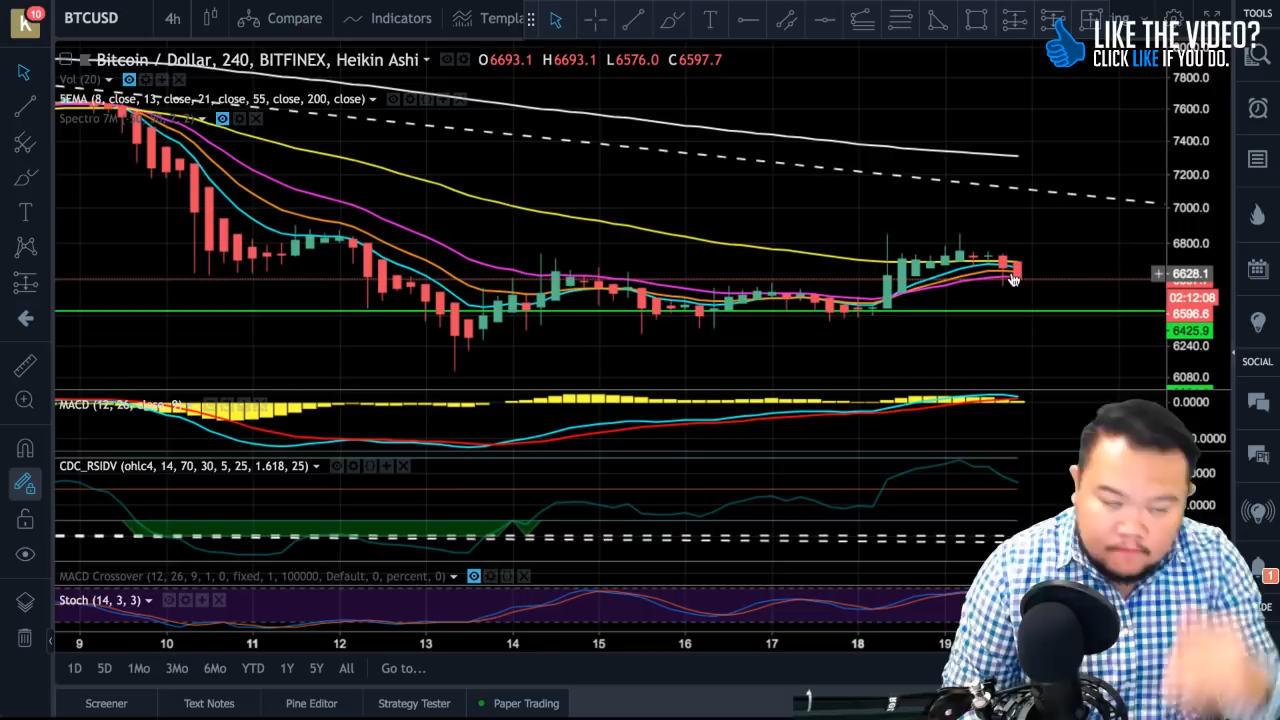 K 10 BTCUSD 4h Compare Indicators
LIKE THE VIDEO?
CLICK LIKE IF YOU DO.
TOOLS
Bitcoin / Dollar, 240, BITFINEX, Heikin Ashi O6693.1 H6693.1 L6576.0 C6597.7
Vol (20)
5EMA (8, close, 13, close, 21, close, 55, close, 200, close)
7800.0
7600.0
7400.0
7200.0
7000.0
6800.0
6628.1
02:12:08
6596.6
6425.9
6240.0
6080.0
SOCIAL
0.0000
CDC_RSIDV (ohlc4, 14, 70, 30, 5, 25, 1.618, 25)
MACD Crossover (12, 26, 9, 1, 0, fixed, 1, 100000, Default, 0, percent, 0)
1
Stoch (14, 3, 3)
9 10 11 12 13 14 15 16 17 18 19
1D 5D 1Mo 3Mo 6Mo YTD 1Y 5Y All Go to...
Screener Text Notes Pine Editor Strategy Tester Paper Trading